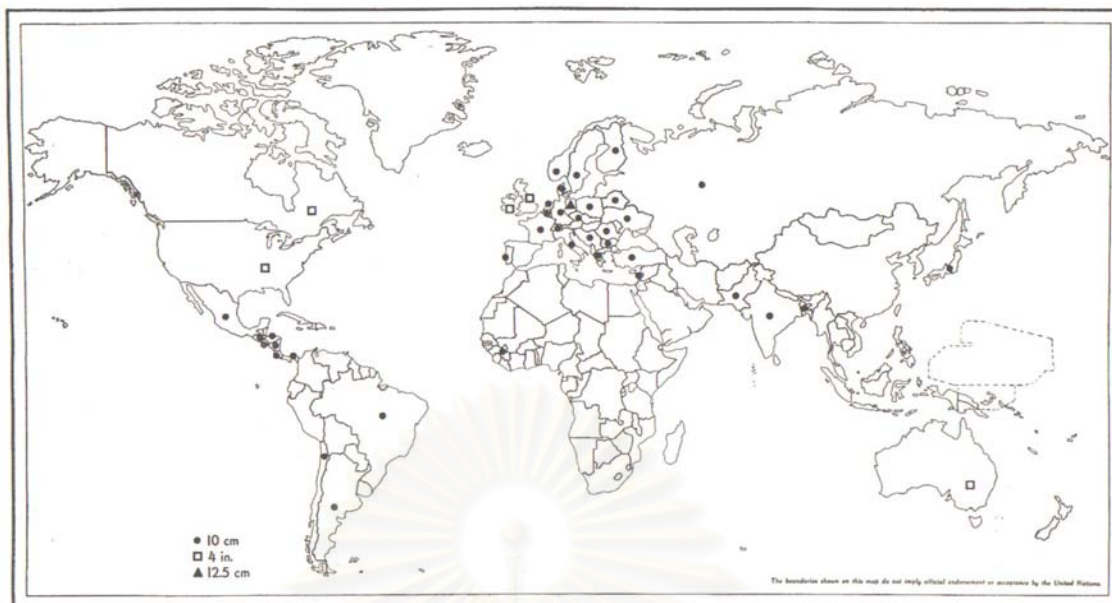 ● 10 cm
□ 4 in.
▲ 12.5 cm
The boundaries shown on this map do not imply official endorsement or acceptance by the United Nations.